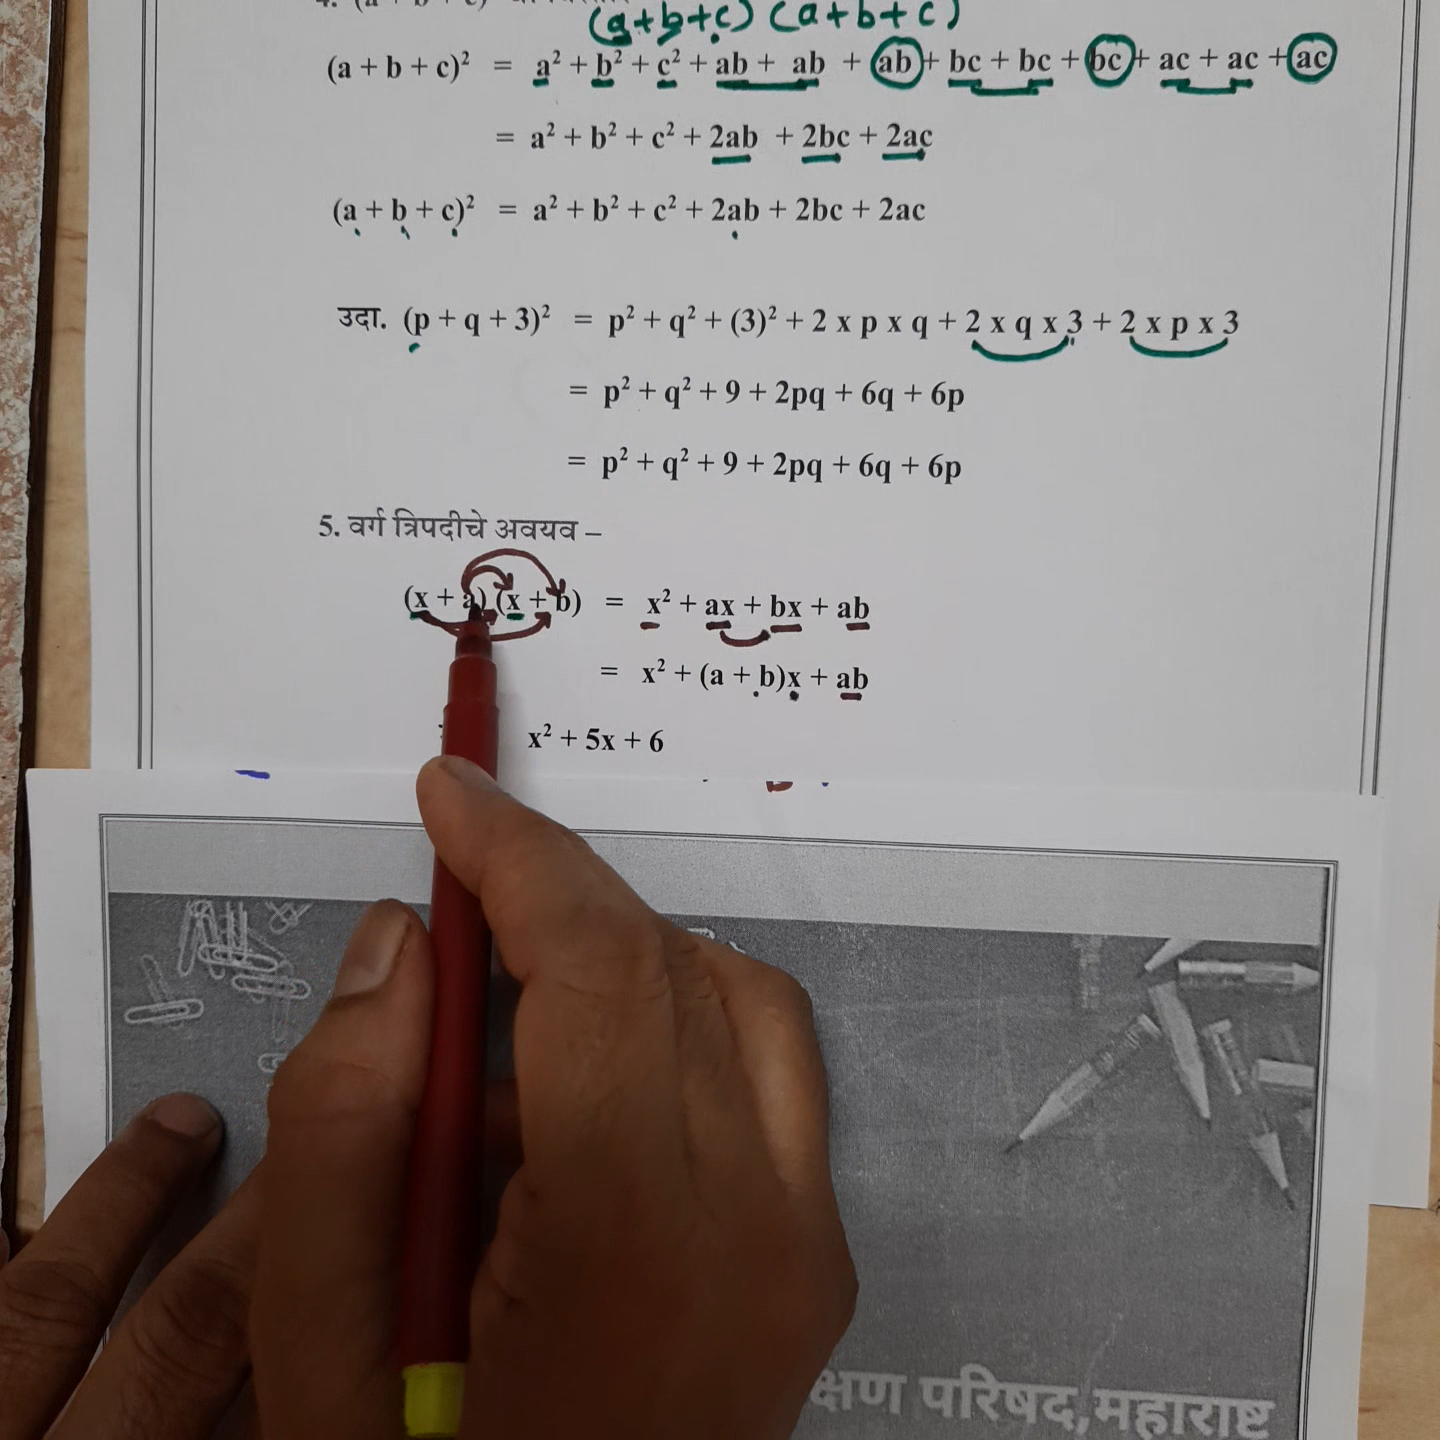 (a+b+c) (a+b+c)
(a + b + c)² = a² + b² + c² + ab + ab + ab + bc + bc + bc + ac + ac + ac
= a² + b² + c² + 2ab + 2bc + 2ac
(a + b + c)² = a² + b² + c² + 2ab + 2bc + 2ac
उदा. (p + q + 3)² = p² + q² + (3)² + 2 x p x q + 2 x q x 3 + 2 x p x 3
= p² + q² + 9 + 2pq + 6q + 6p
= p² + q² + 9 + 2pq + 6q + 6p
5. वर्ग त्रिपदीचे अवयव –
(x + a) (x + b) = x² + ax + bx + ab
= x² + (a + b)x + ab
x² + 5x + 6
परिषद,महाराष्ट